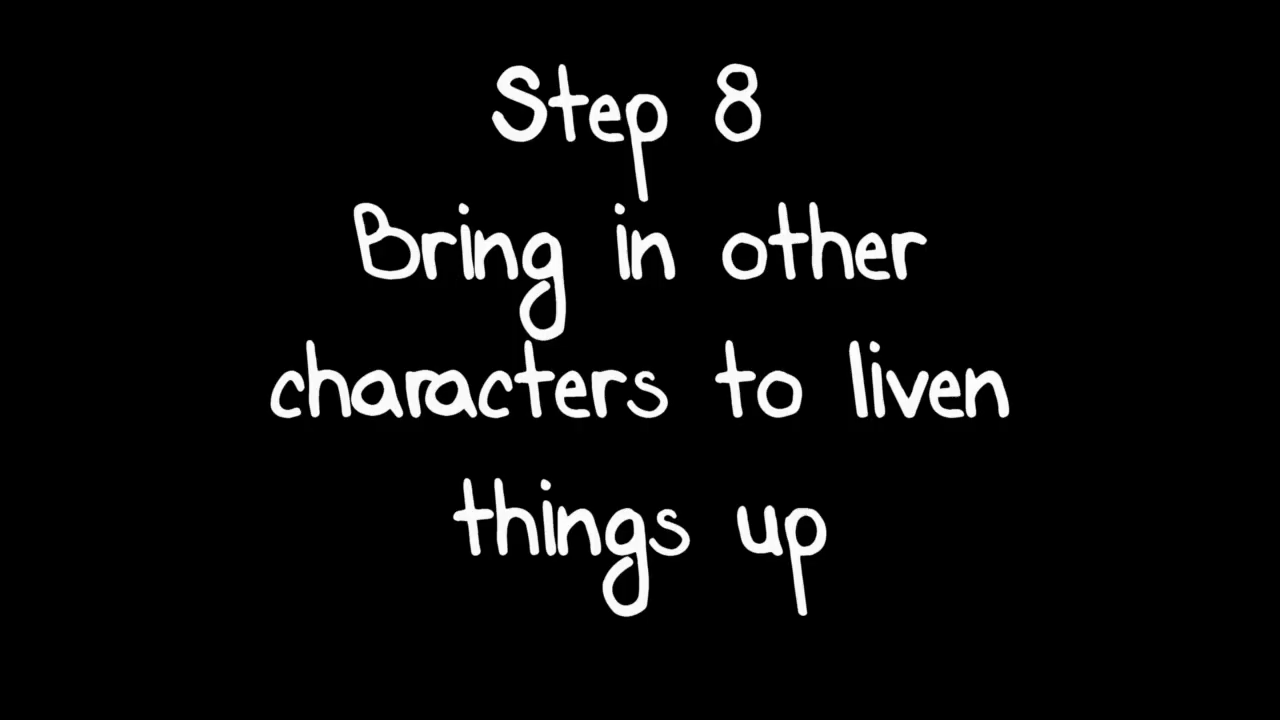 Step 8
Bring in other
characters to liven
things up